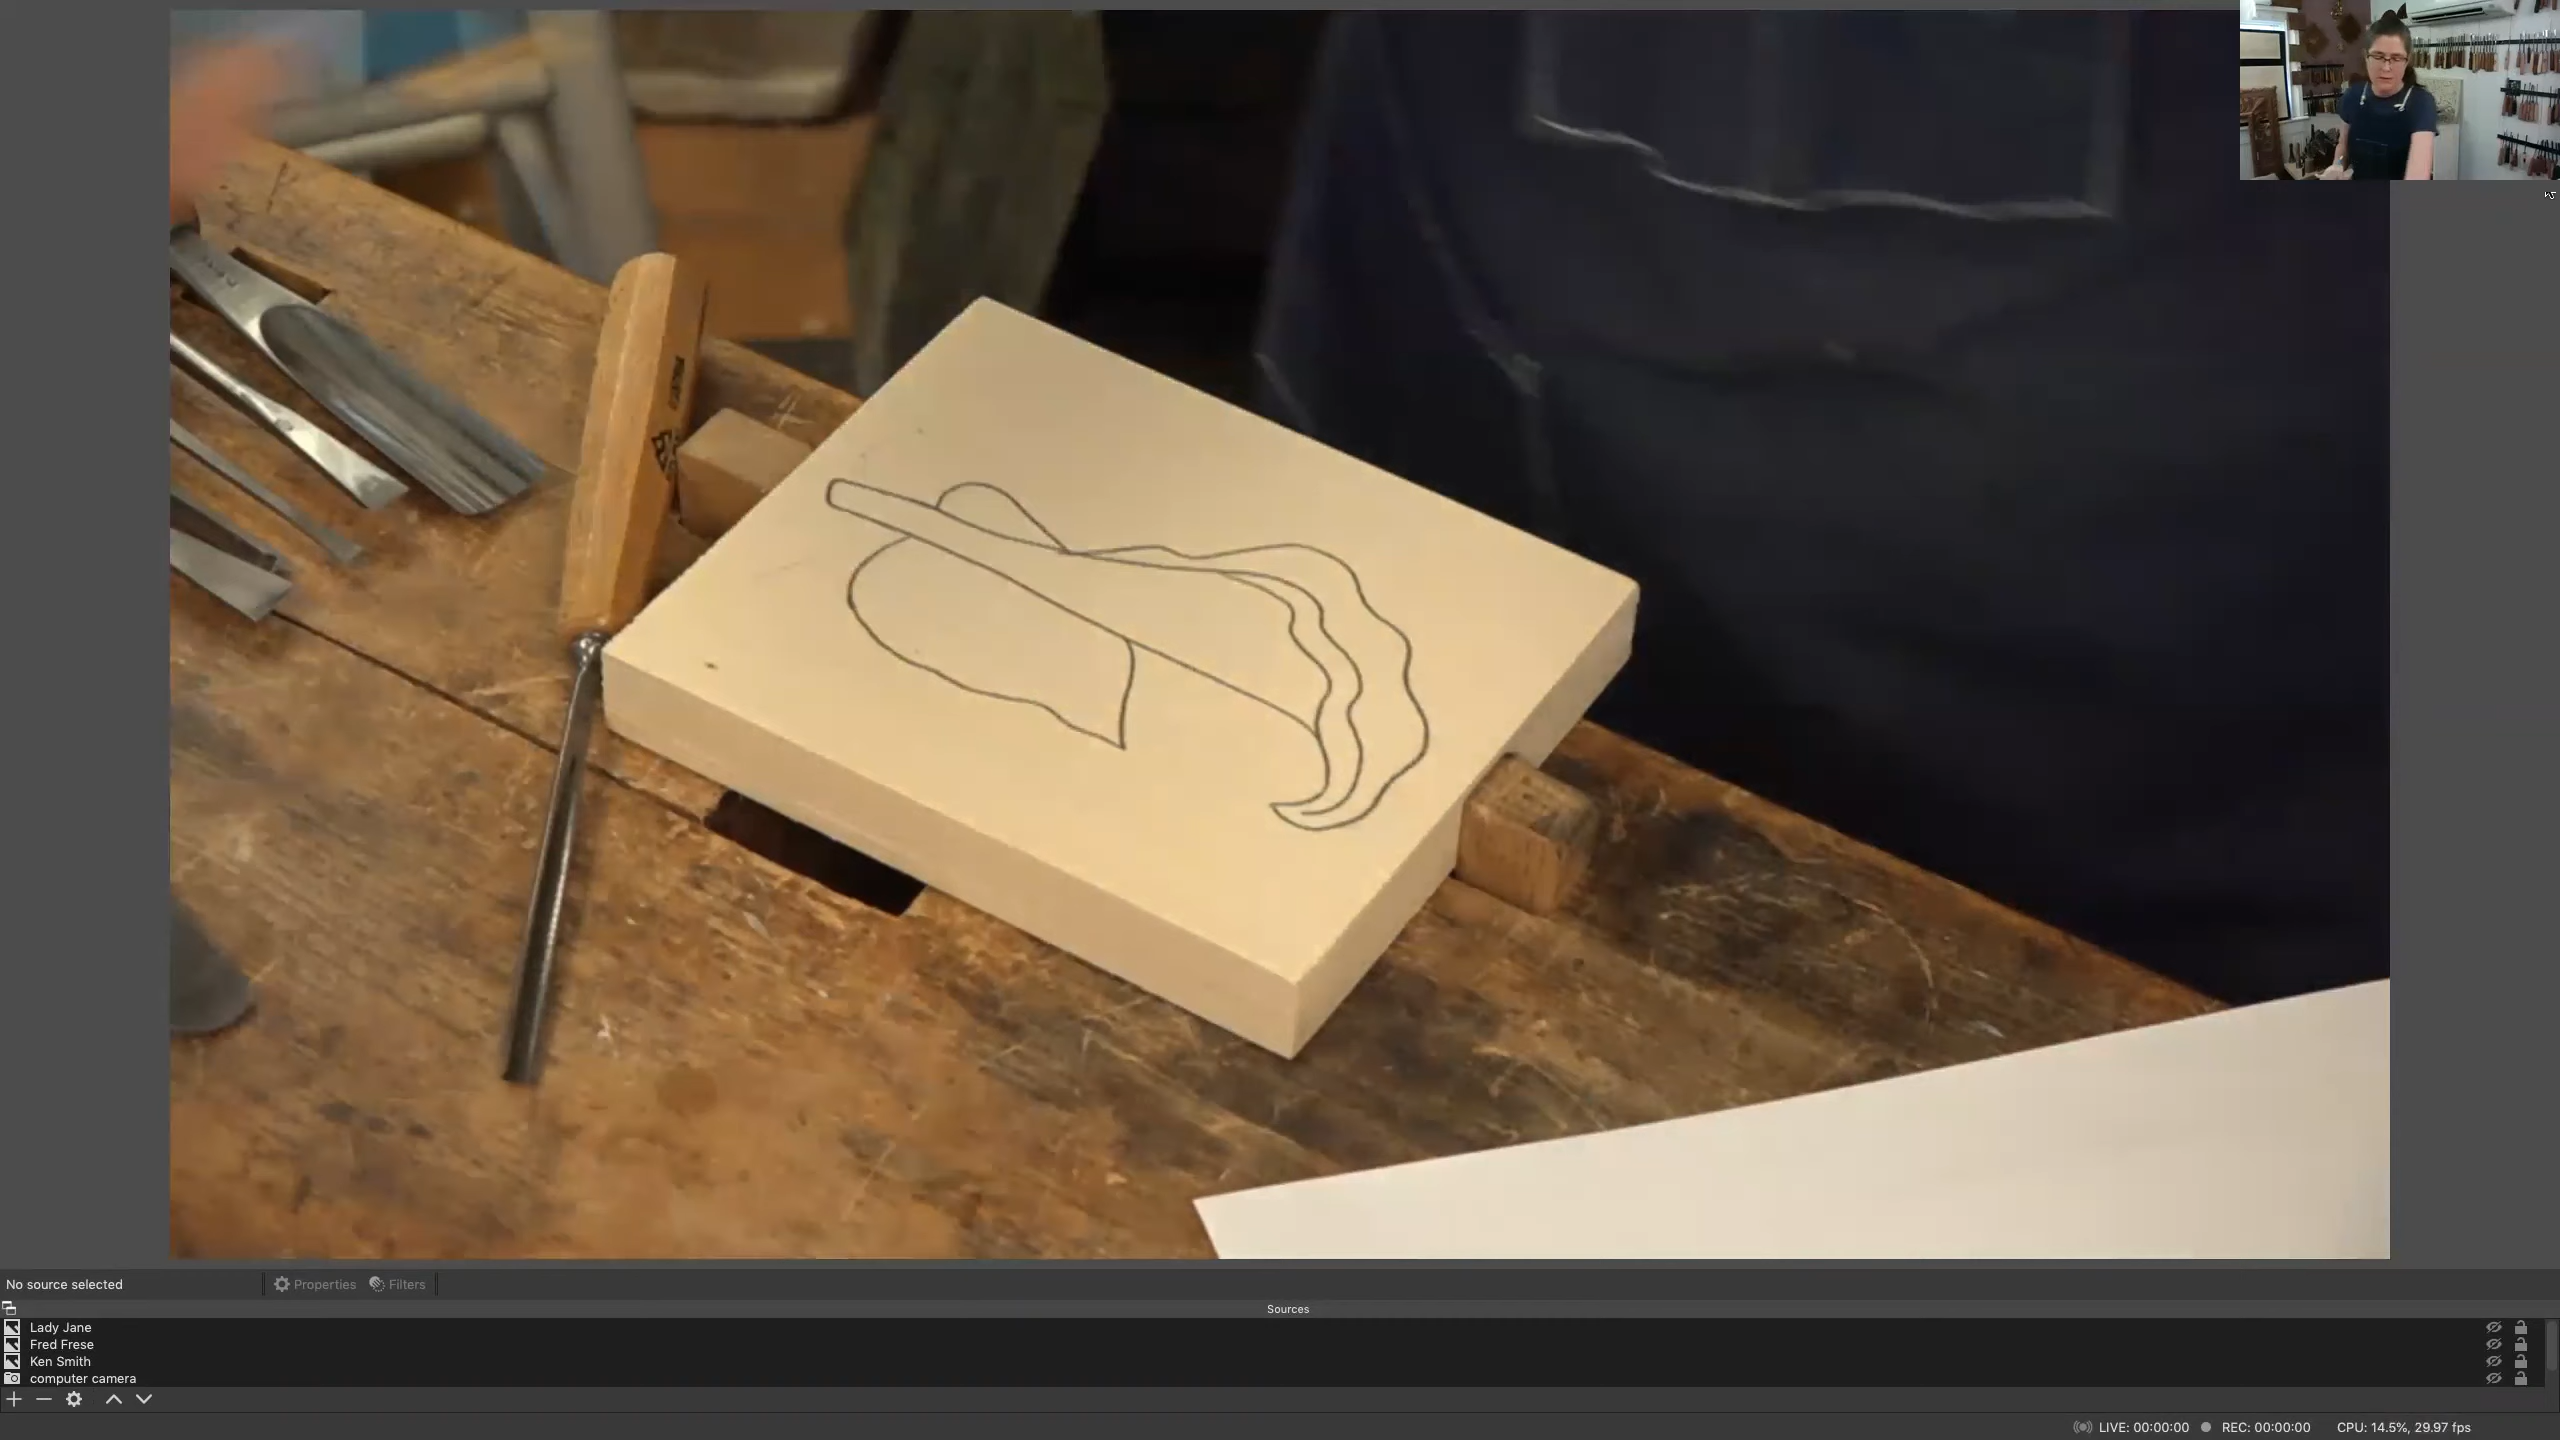 No source selected
Properties
Filters
Sources
Lady Jane
Fred Frese
Ken Smith
computer camera
LIVE: 00:00:00
REC: 00:00:00
CPU: 14.5%, 29.97 fps